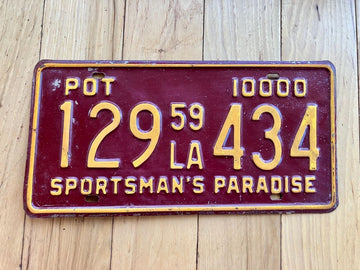 POT 10000
129 59 LA 434
SPORTSMAN'S PARADISE